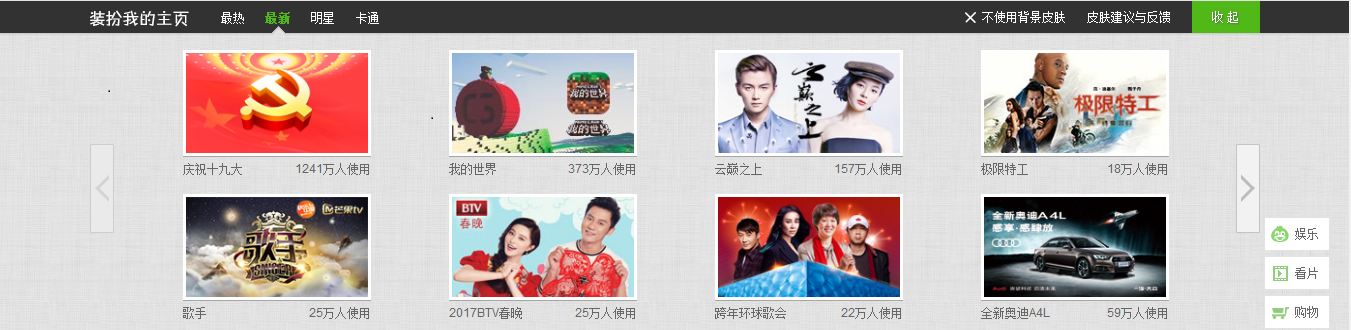 装扮我的主页 最热 最新 明星 卡通 不使用背景皮肤 皮肤建议与反馈 收起
我的世界
云巅之上
极限特工
庆祝十九大 1241万人使用 我的世界 373万人使用 云巅之上 157万人使用 极限特工 18万人使用
芒果tv
歌手
BTV
春晚
全新奥迪A4L
感享·感肆放
歌手 25万人使用 2017BTV春晚 25万人使用 跨年环球歌会 22万人使用 全新奥迪A4L 59万人使用
娱乐
看片
购物